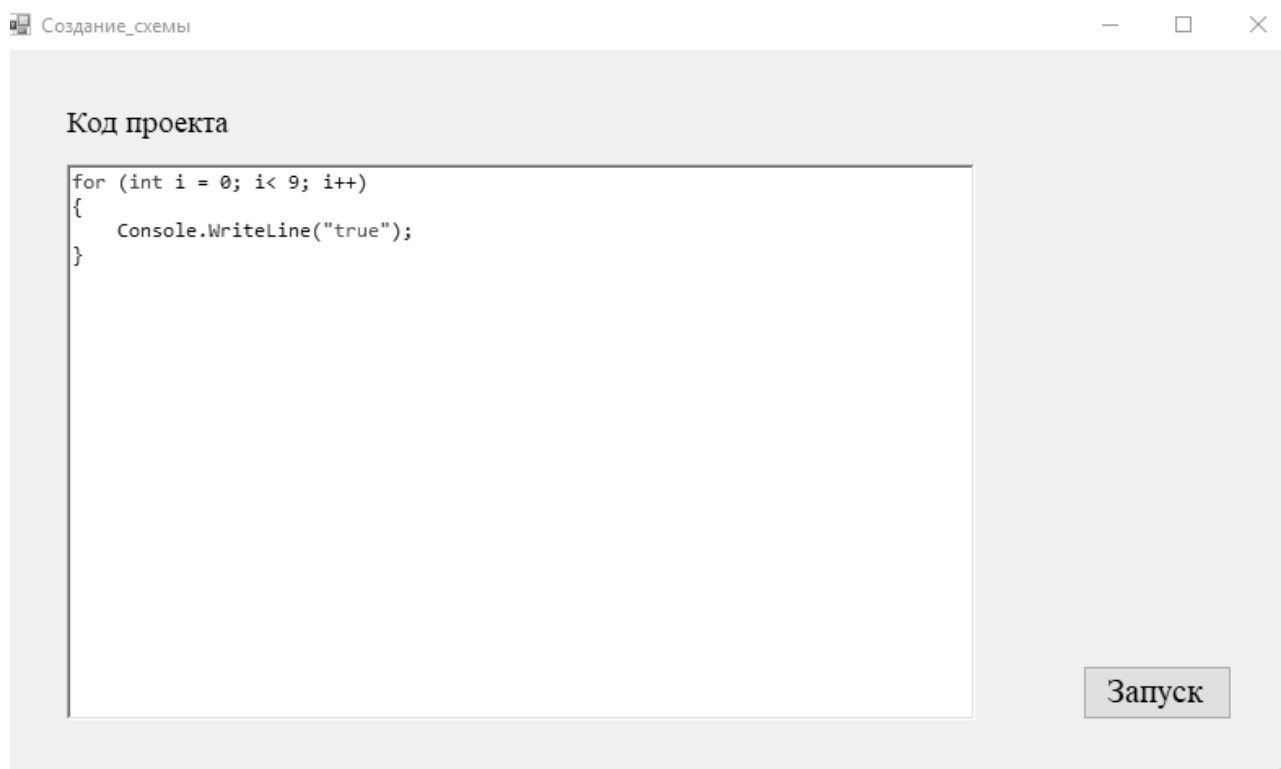 Создание_схемы
Код проекта
for (int i = 0; i< 9; i++)
{
    Console.WriteLine("true");
}
Запуск